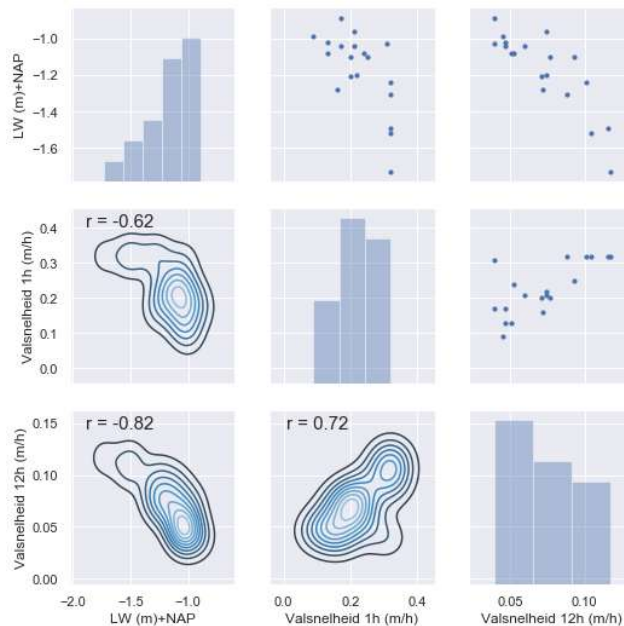 LW (m)+NAP
−1.0
−1.2
−1.4
−1.6
Valsnelheid 1h (m/h)
0.4
0.3
0.2
0.1
0.0
r = -0.62
Valsnelheid 12h (m/h)
0.15
0.10
0.05
0.00
r = -0.82
r = 0.72
−2.0 −1.5 −1.0
0.0 0.2 0.4
0.05 0.10
LW (m)+NAP
Valsnelheid 1h (m/h)
Valsnelheid 12h (m/h)